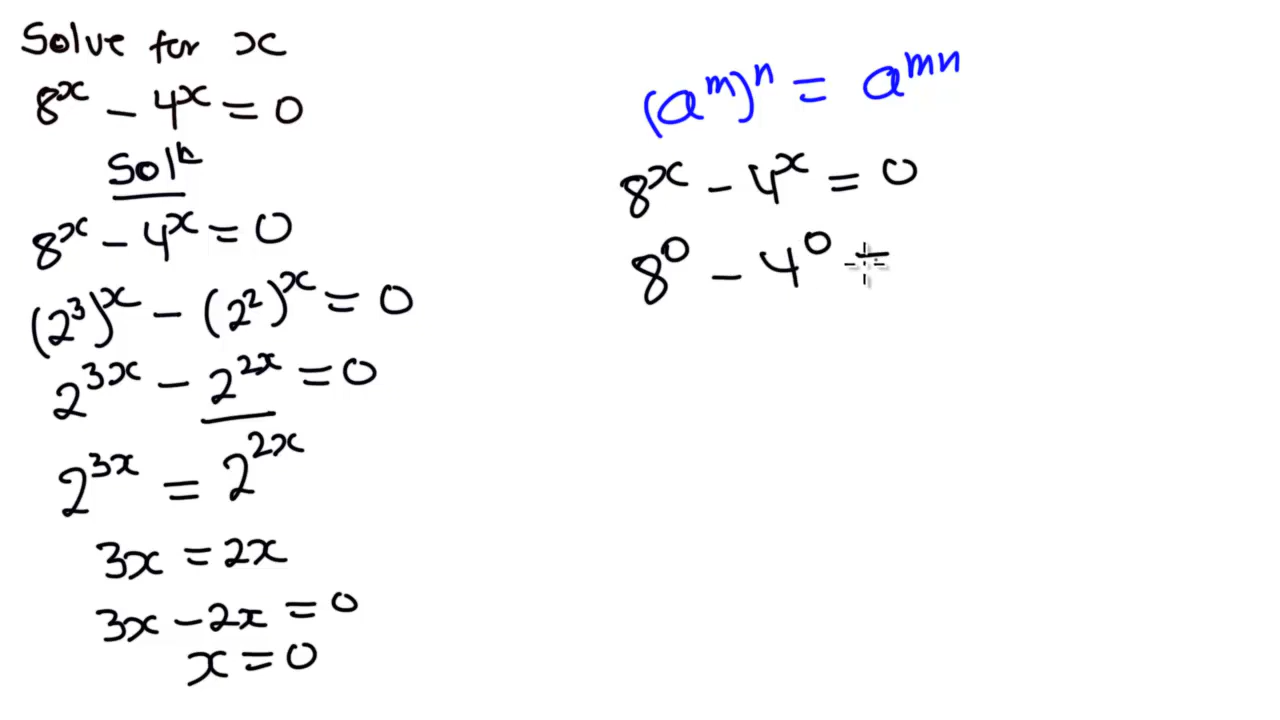 Solve for x
8^x - 4^x = 0
Sol^n
8^x - 4^x = 0
(2^3)^x - (2^2)^x = 0
2^{3x} - 2^{2x} = 0
2^{3x} = 2^{2x}
3x = 2x
3x - 2x = 0
x = 0
(a^m)^n = a^{mn}
8^x - 4^x = 0
8^0 - 4^0 =